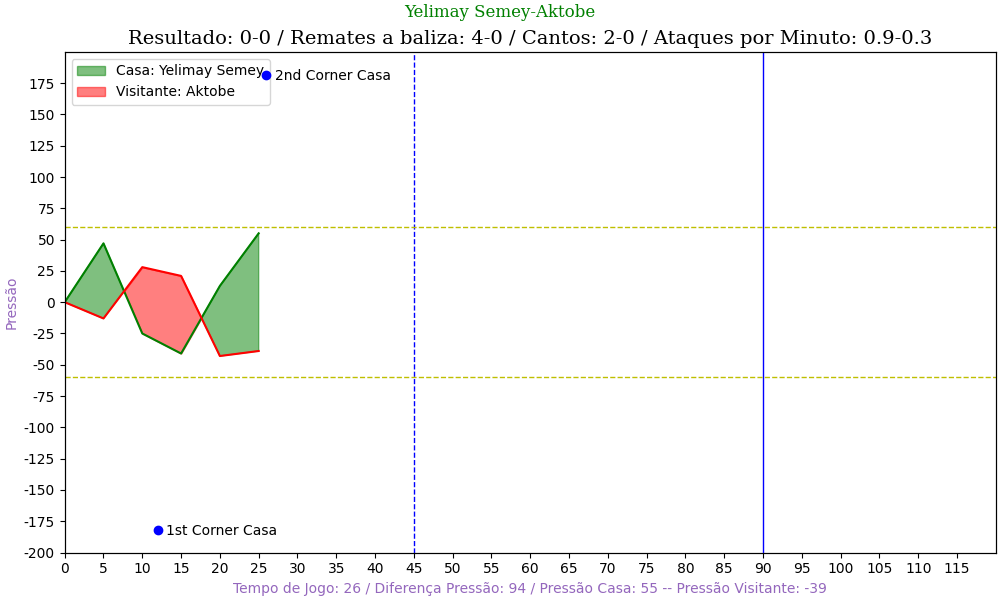 Yelimay Semey-Aktobe
Resultado: 0-0 / Remates a baliza: 4-0 / Cantos: 2-0 / Ataques por Minuto: 0.9-0.3
Casa: Yelimay Semey
Visitante: Aktobe
2nd Corner Casa
175
150
125
100
75
50
25
0
-25
-50
-75
-100
-125
-150
-175
-200
Pressão
1st Corner Casa
0 5 10 15 20 25 30 35 40 45 50 55 60 65 70 75 80 85 90 95 100 105 110 115
Tempo de Jogo: 26 / Diferença Pressão: 94 / Pressão Casa: 55 -- Pressão Visitante: -39